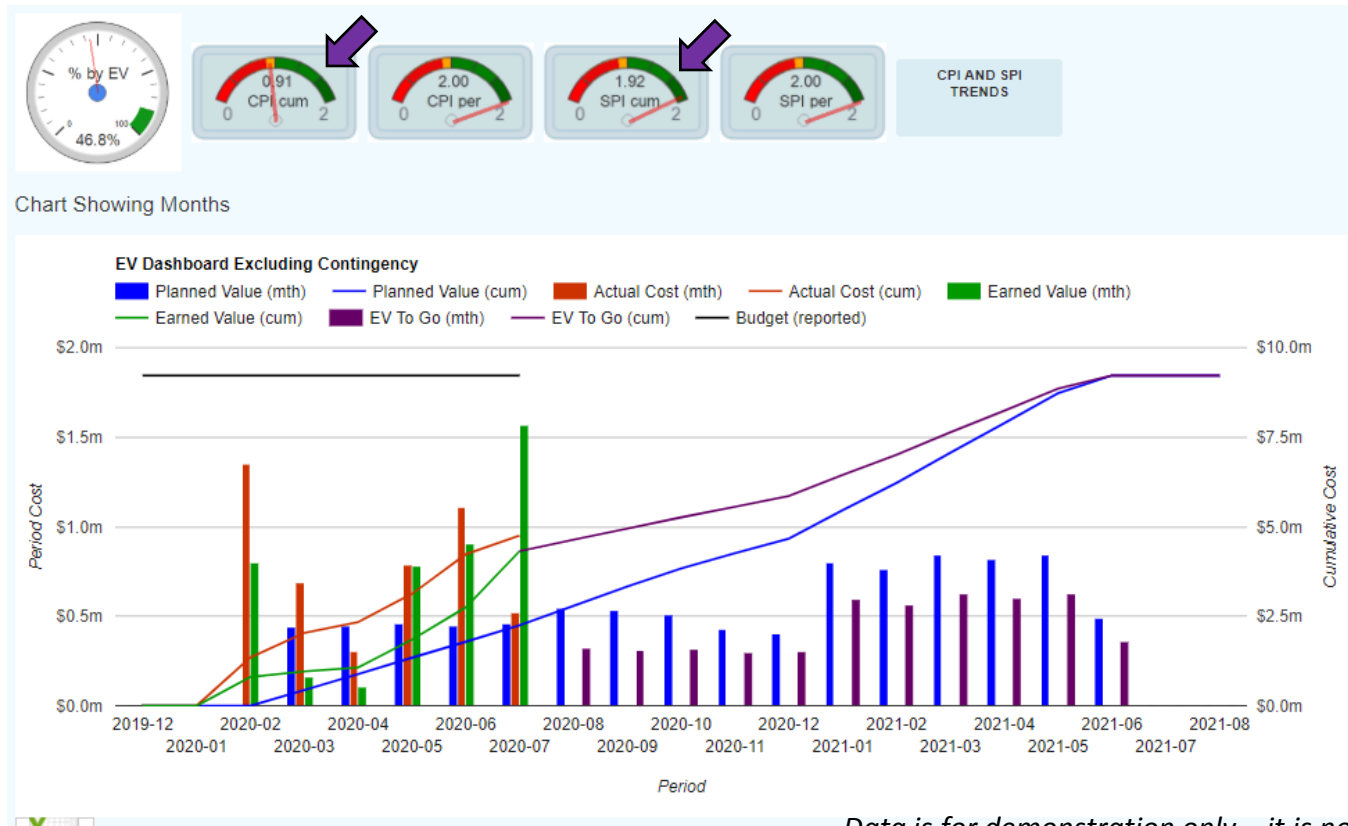 % by EV
0
100
46.8%
0.91
CPI cum
0 2
2.00
CPI per
0 2
1.92
SPI cum
0 2
2.00
SPI per
0 2
CPI AND SPI
TRENDS
Chart Showing Months
EV Dashboard Excluding Contingency
Planned Value (mth) Planned Value (cum) Actual Cost (mth) Actual Cost (cum) Earned Value (mth)
Earned Value (cum) EV To Go (mth) EV To Go (cum) Budget (reported)
$2.0m $10.0m
$1.5m $7.5m
$1.0m $5.0m
$0.5m $2.5m
$0.0m $0.0m
Period Cost
Cumulative Cost
2019-12 2020-02 2020-04 2020-06 2020-08 2020-10 2020-12 2021-02 2021-04 2021-06 2021-08
2020-01 2020-03 2020-05 2020-07 2020-09 2020-11 2021-01 2021-03 2021-05 2021-07
Period
Data is for demonstration only – it is